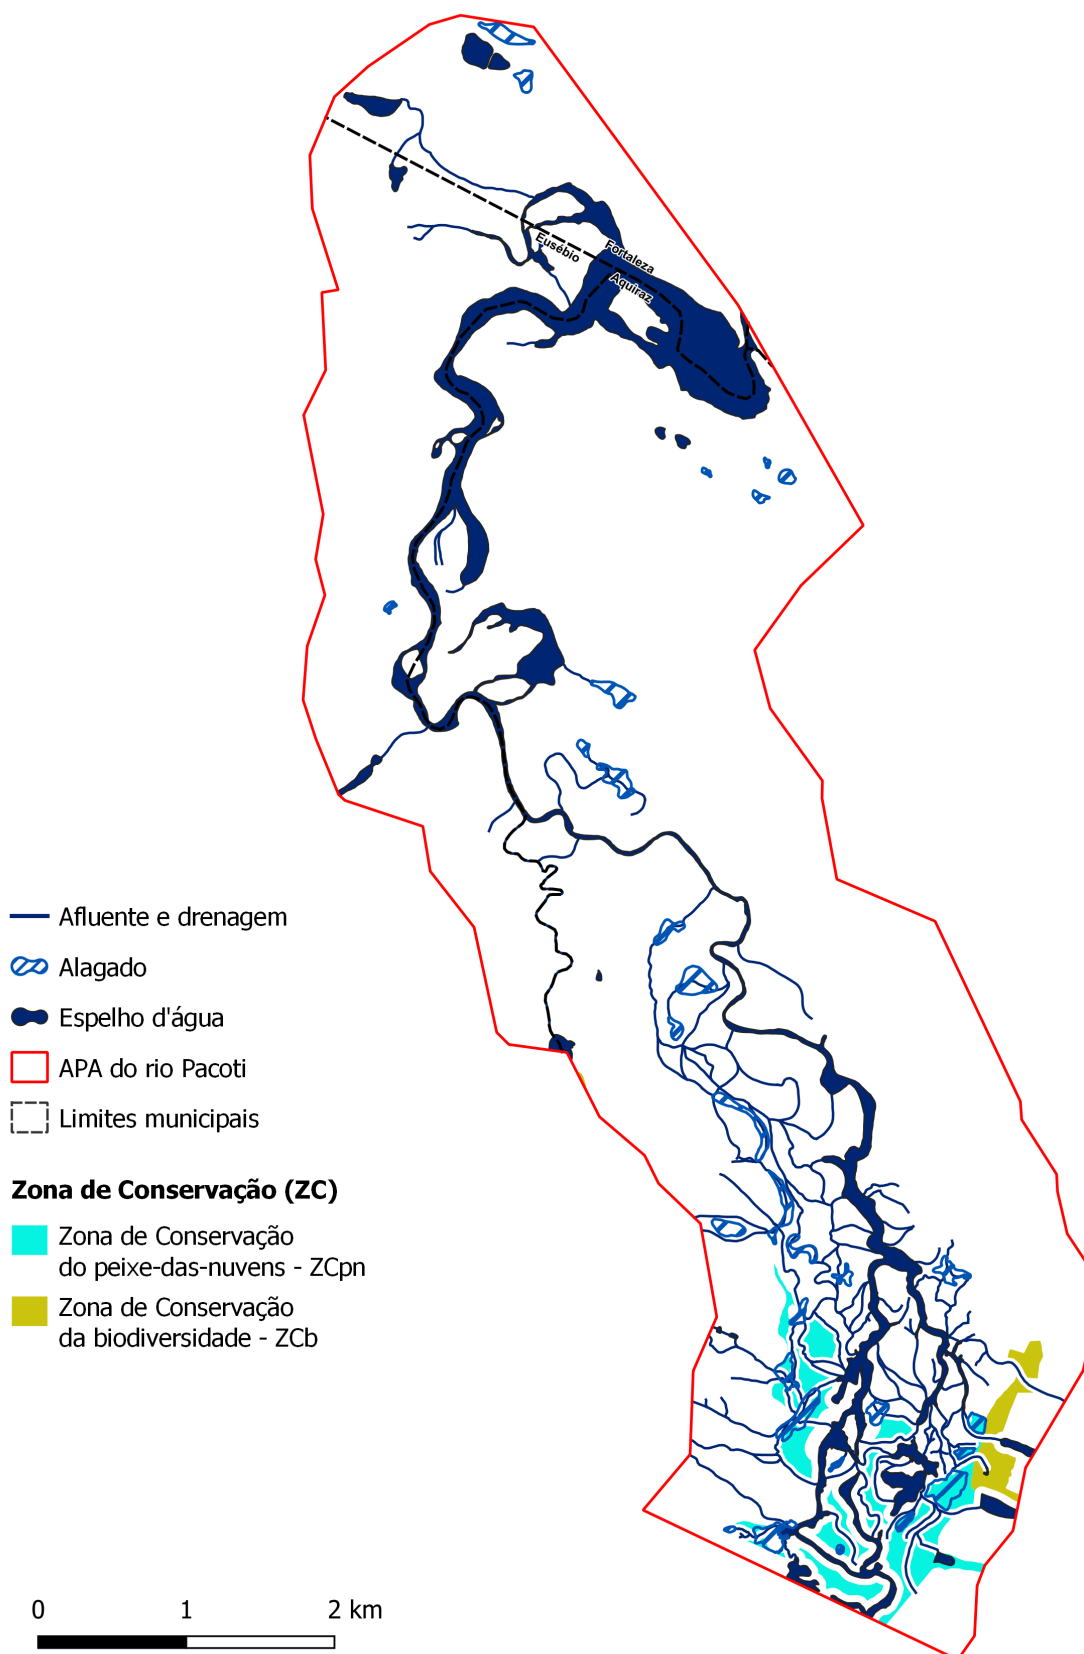 Fortaleza
Eusébio
Aquiraz
Afluente e drenagem
Alagado
Espelho d'água
APA do rio Pacoti
Limites municipais
Zona de Conservação (ZC)
Zona de Conservação
do peixe-das-nuvens - ZCpn
Zona de Conservação
da biodiversidade - ZCb
0 1 2 km